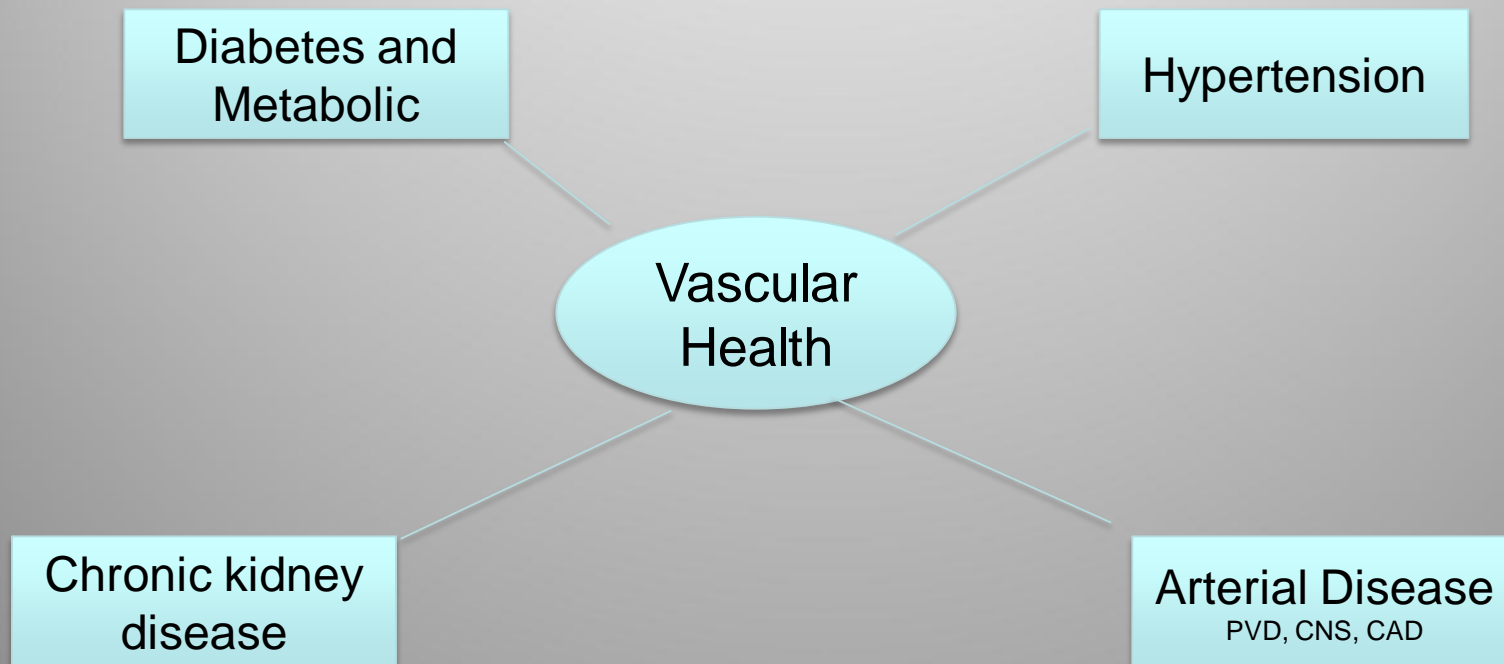 Diabetes and
Metabolic
Hypertension
Vascular
Health
Chronic kidney
disease
Arterial Disease
PVD, CNS, CAD